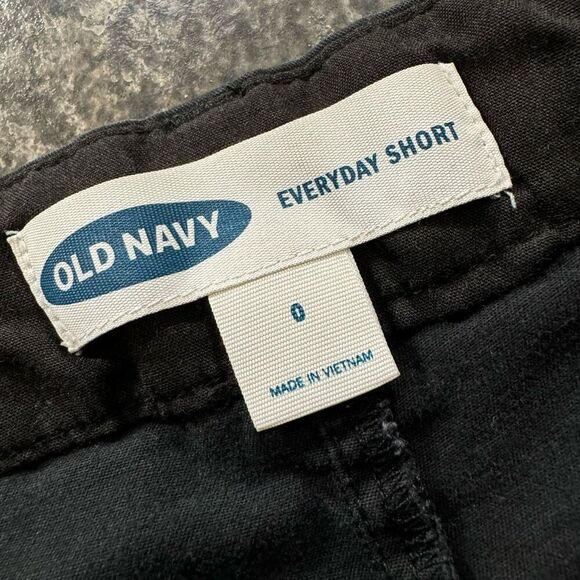 OLD NAVY
EVERYDAY SHORT
0
MADE IN VIETNAM